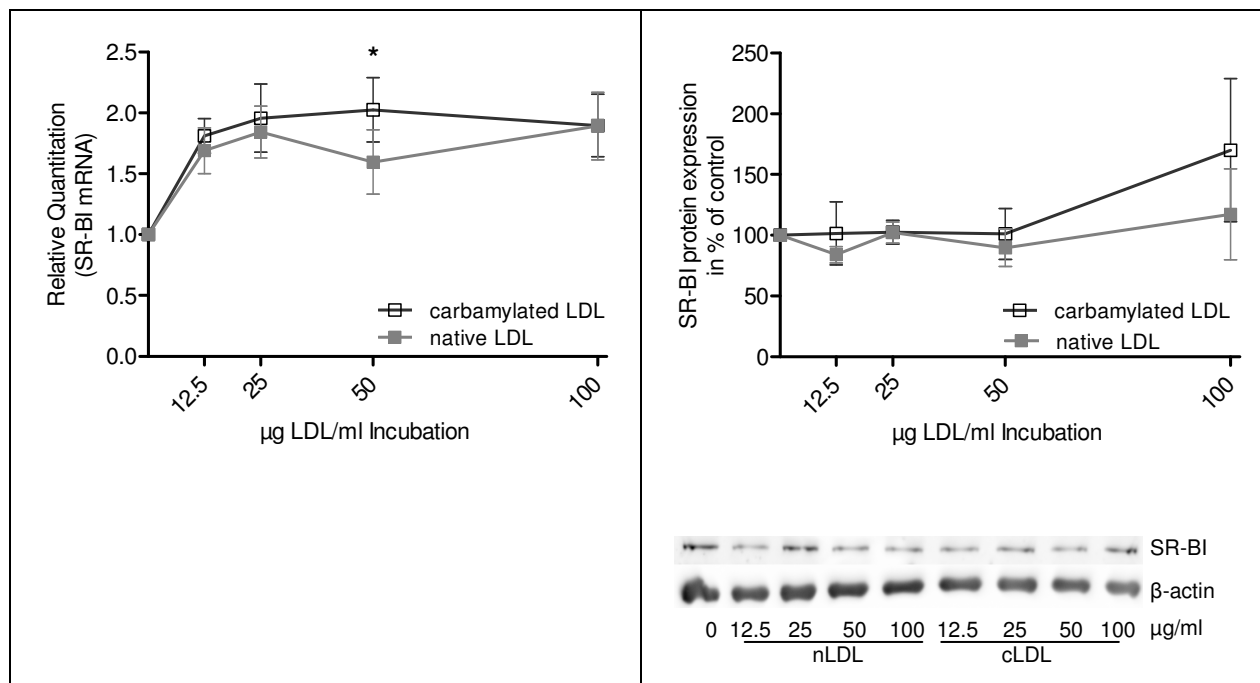 2.5
2.0
1.5
1.0
0.5
0.0
Relative Quantitation
(SR-BI mRNA)
*
carbamylated LDL
native LDL
12.5
25
50
100
µg LDL/ml Incubation
250
200
150
100
50
0
SR-BI protein expression
in % of control
carbamylated LDL
native LDL
12.5
25
50
100
µg LDL/ml Incubation
SR-BI
β-actin
0 12.5 25 50 100 12.5 25 50 100 µg/ml
nLDL cLDL